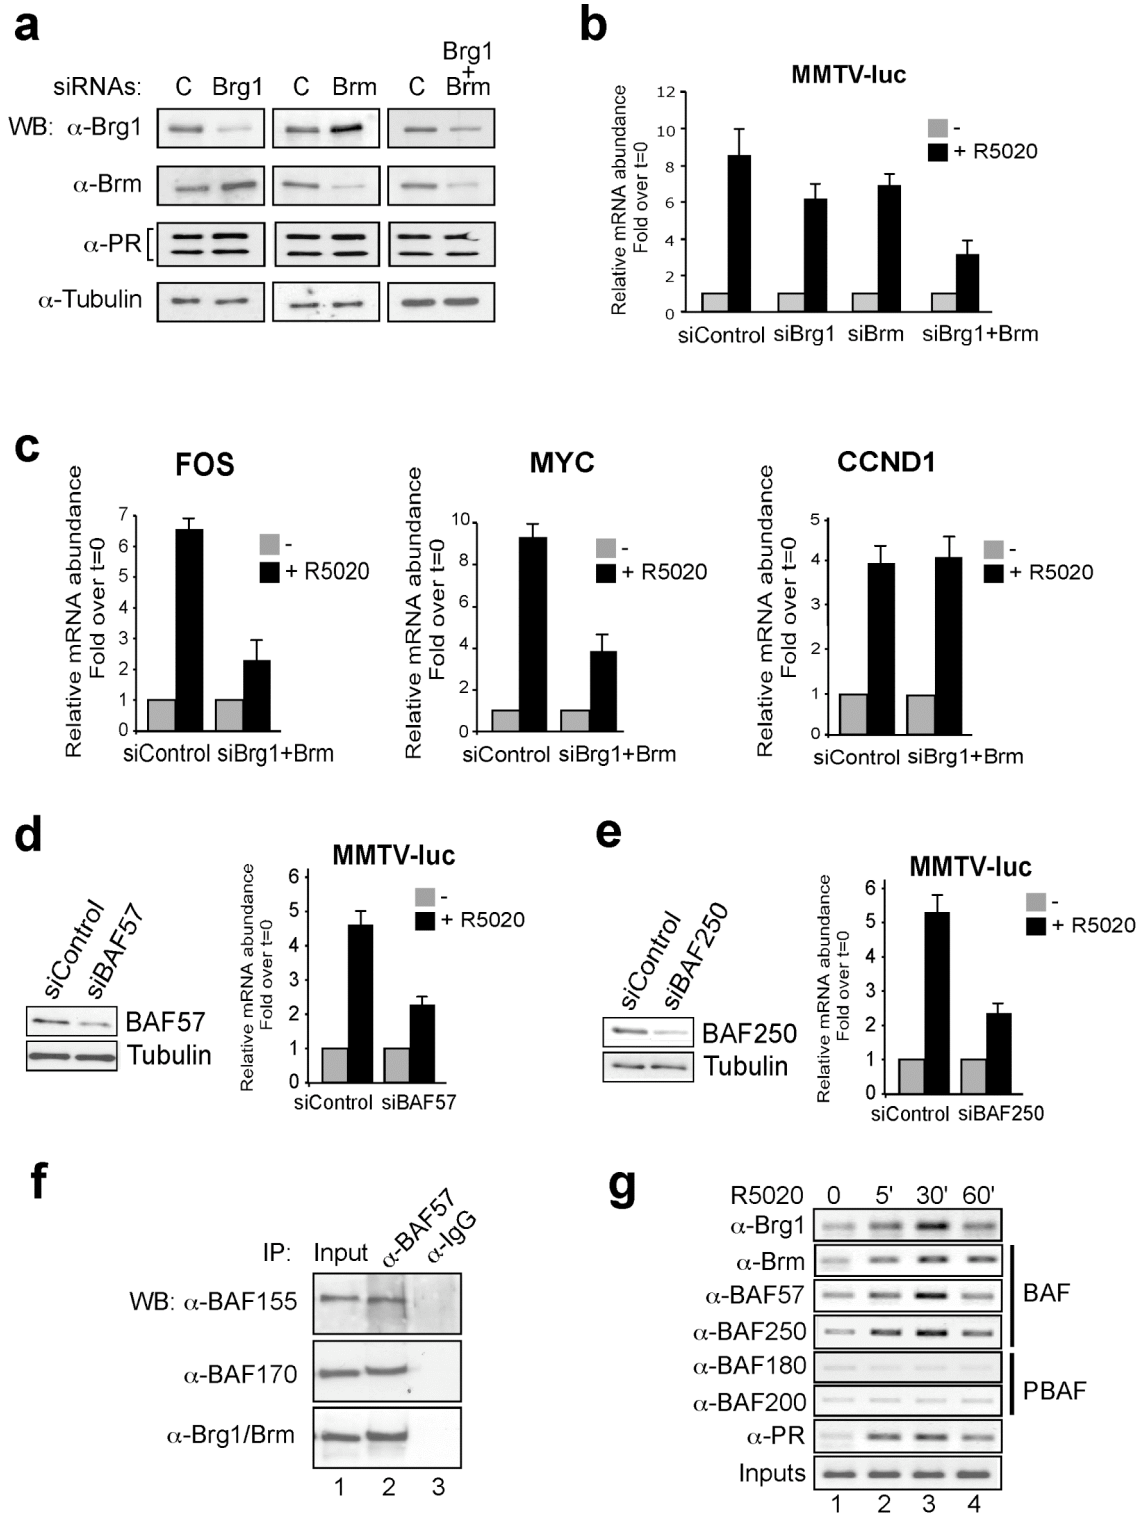 a
siRNAs: C Brg1 C Brm C Brg1 + Brm
WB: α-Brg1
α-Brm
α-PR
α-Tubulin
b
MMTV-luc
Relative mRNA abundance
Fold over t=0
12
10
8
6
4
2
0
-
+ R5020
siControl siBrg1 siBrm siBrg1+Brm
c
FOS
Relative mRNA abundance
Fold over t=0
7
6
5
4
3
2
1
0
-
+ R5020
siControl siBrg1+Brm
MYC
Relative mRNA abundance
Fold over t=0
10
8
6
4
2
0
-
+ R5020
siControl siBrg1+Brm
CCND1
Relative mRNA abundance
Fold over t=0
5
4
3
2
1
0
-
+ R5020
siControl siBrg1+Brm
d
siControl
siBAF57
BAF57
Tubulin
MMTV-luc
Relative mRNA abundance
Fold over t=0
6
5
4
3
2
1
0
-
+ R5020
siControl siBAF57
e
siControl
siBAF250
BAF250
Tubulin
MMTV-luc
Relative mRNA abundance
Fold over t=0
6
5
4
3
2
1
0
-
+ R5020
siControl siBAF250
f
IP: Input α-BAF57 α-IgG
WB: α-BAF155
α-BAF170
α-Brg1/Brm
1 2 3
g
R5020 0 5' 30' 60'
α-Brg1
α-Brm
α-BAF57
α-BAF250
BAF
α-BAF180
α-BAF200
PBAF
α-PR
Inputs
1 2 3 4